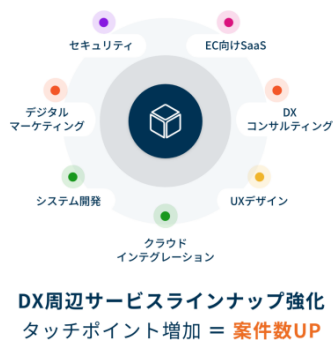 セキュリティ
EC向けSaaS
デジタル
マーケティング
DX
コンサルティング
システム開発
UXデザイン
クラウド
インテグレーション
DX周辺サービスラインナップ強化
タッチポイント増加 = 案件数UP